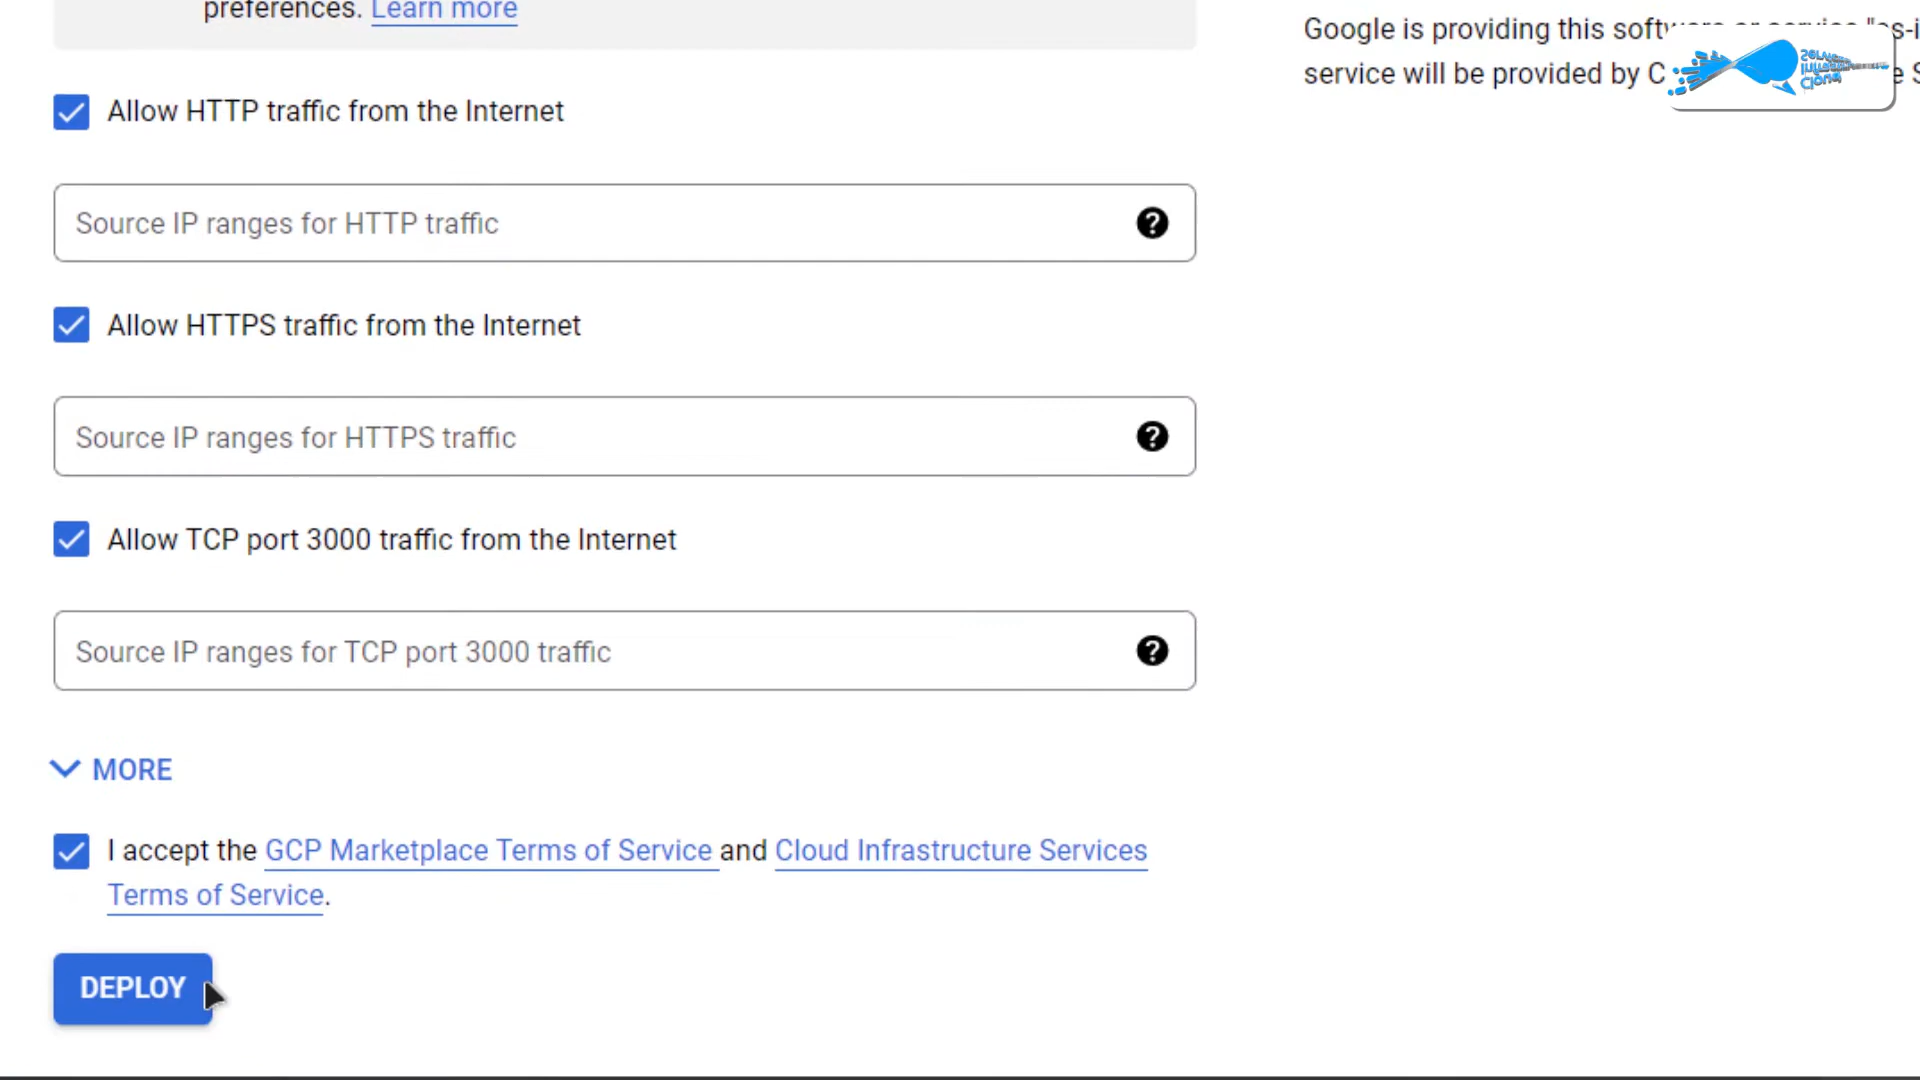 preferences. Learn more
Google is providing this
service will be provided by C
Allow HTTP traffic from the Internet
Source IP ranges for HTTP traffic
Allow HTTPS traffic from the Internet
Source IP ranges for HTTPS traffic
Allow TCP port 3000 traffic from the Internet
Source IP ranges for TCP port 3000 traffic
MORE
I accept the GCP Marketplace Terms of Service and Cloud Infrastructure Services
Terms of Service.
DEPLOY